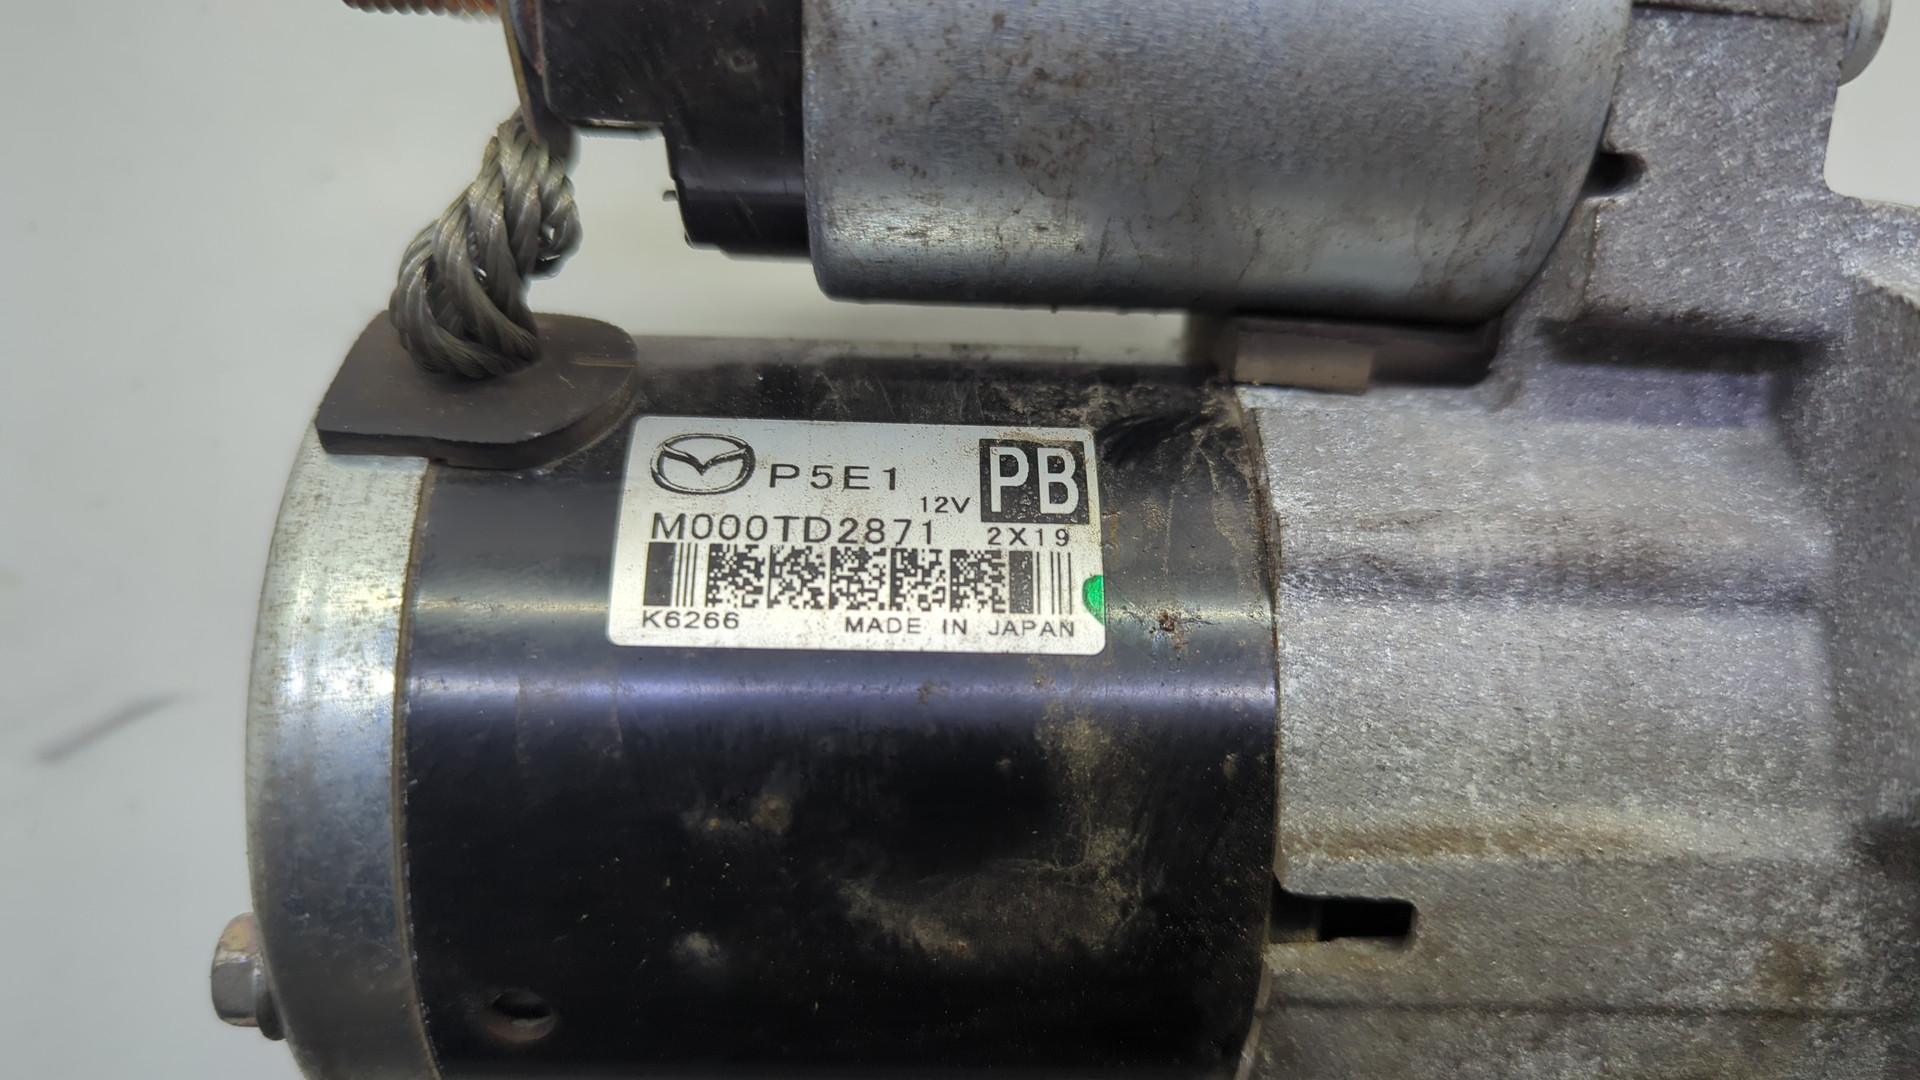 P5E1 12V PB
M000TD2871 2X19
K6266 MADE IN JAPAN